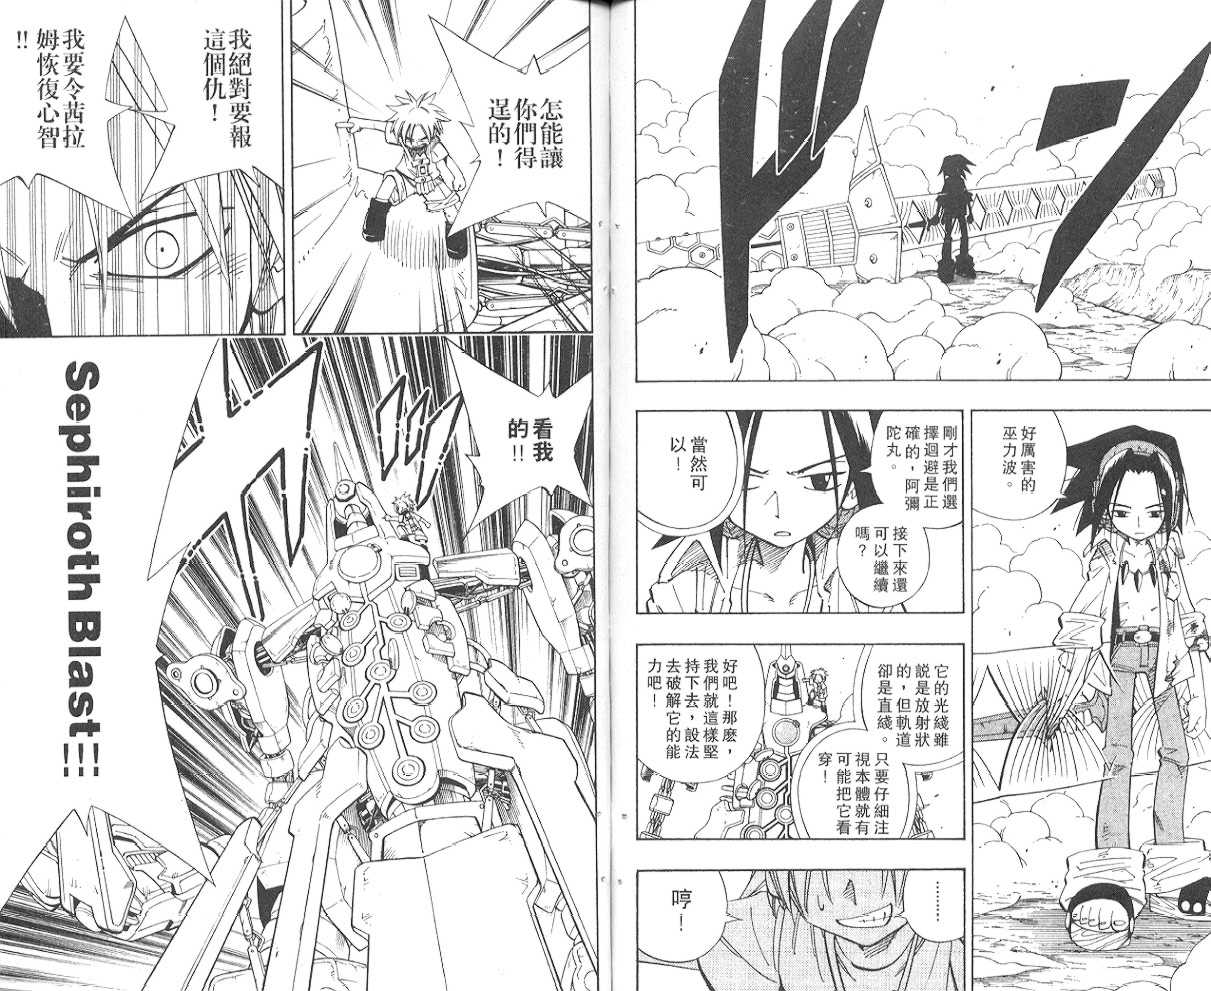 好厲害的
巫力波。
剛才我們選
擇迴避是正
確的，阿彌
陀丸。
接下來還
可以繼續
嗎？
當然可
以！
它的光綫雖
說是放射狀
的，但軌道
卻是直綫。
只要仔細注
視本體就有
可能把它看
穿！
好吧！那麽，
我們就這樣堅
持下去，設法
去破解它的能
力吧！
………
哼！
怎能讓
你們得
逞的！
我絕對要報
這個仇！
我要令茜拉
姆恢復心智
!!
看我
的!!
Sephiroth Blast!!!